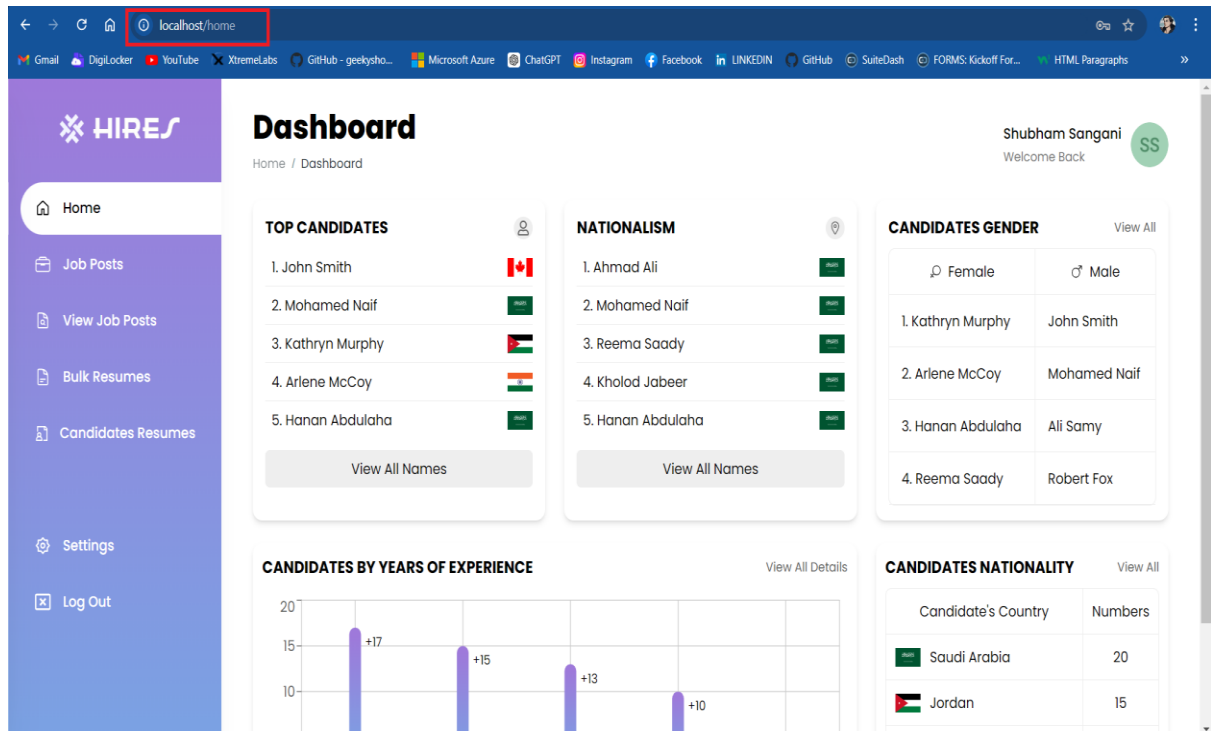 localhost/home
Gmail DigiLocker YouTube XtremeLabs GitHub - geekysho... Microsoft Azure ChatGPT Instagram Facebook LINKEDIN GitHub SuiteDash FORMS: Kickoff For... HTML Paragraphs »
HIRES
Home
Job Posts
View Job Posts
Bulk Resumes
Candidates Resumes
Settings
Log Out
Dashboard
Home / Dashboard
Shubham Sangani
Welcome Back
SS
TOP CANDIDATES
1. John Smith
2. Mohamed Naif
3. Kathryn Murphy
4. Arlene McCoy
5. Hanan Abdulaha
View All Names
NATIONALISM
1. Ahmad Ali
2. Mohamed Naif
3. Reema Saady
4. Kholod Jabeer
5. Hanan Abdulaha
View All Names
CANDIDATES GENDER View All
Female Male
1. Kathryn Murphy John Smith
2. Arlene McCoy Mohamed Naif
3. Hanan Abdulaha Ali Samy
4. Reema Saady Robert Fox
CANDIDATES BY YEARS OF EXPERIENCE View All Details
20
15
10
+17
+15
+13
+10
CANDIDATES NATIONALITY View All
Candidate's Country Numbers
Saudi Arabia 20
Jordan 15